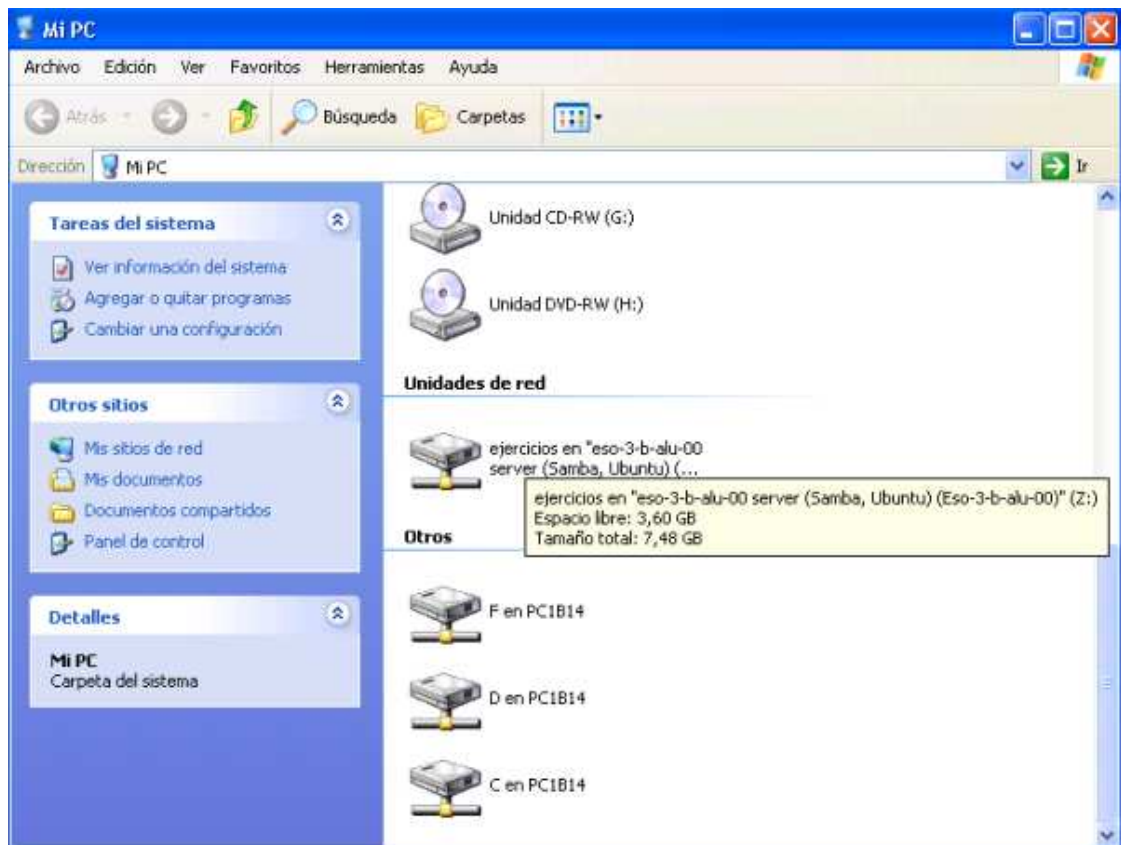 Mi PC
Archivo Edición Ver Favoritos Herramientas Ayuda
Atrás Búsqueda Carpetas
Dirección Mi PC Ir
Tareas del sistema
Ver información del sistema
Agregar o quitar programas
Cambiar una configuración
Otros sitios
Mis sitios de red
Mis documentos
Documentos compartidos
Panel de control
Detalles
Mi PC
Carpeta del sistema
Unidad CD-RW (G:)
Unidad DVD-RW (H:)
Unidades de red
ejercicios en "eso-3-b-alu-00
server (Samba, Ubuntu) (...
ejercicios en "eso-3-b-alu-00 server (Samba, Ubuntu) (Eso-3-b-alu-00)" (Z:)
Espacio libre: 3,60 GB
Tamaño total: 7,48 GB
Otros
F en PC1B14
D en PC1B14
C en PC1B14